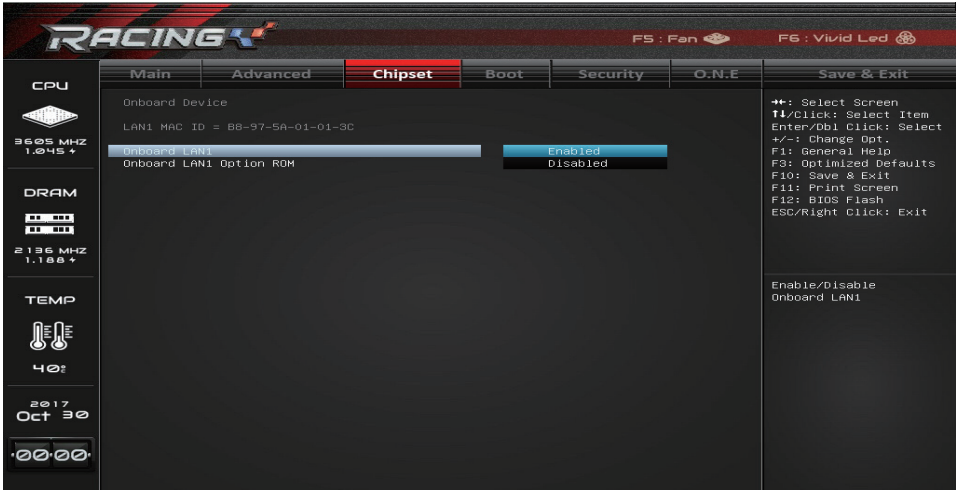 RACING
F5 : Fan
F6 : Vivid Led
Main Advanced Chipset Boot Security O.N.E Save & Exit
CPU
3605 MHZ
1.045
DRAM
2136 MHZ
1.188
TEMP
40℃
2017
Oct 30
00:00
Onboard Device
LAN1 MAC ID = B8-97-5A-01-01-3C
Onboard LAN1 Enabled
Onboard LAN1 Option ROM Disabled
→←: Select Screen
↑↓/Click: Select Item
Enter/Dbl Click: Select
+/-: Change Opt.
F1: General Help
F3: Optimized Defaults
F10: Save & Exit
F11: Print Screen
F12: BIOS Flash
ESC/Right Click: Exit
Enable/Disable
Onboard LAN1